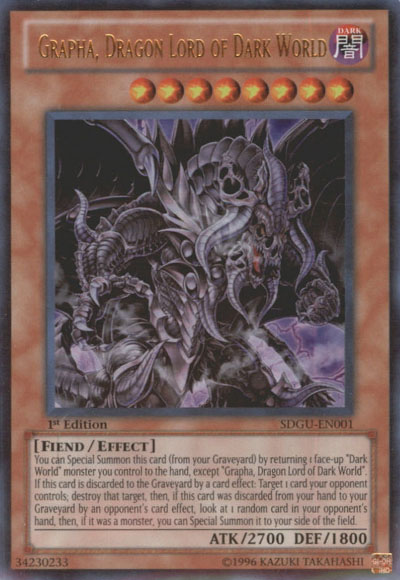 GRAPHA, DRAGON LORD OF DARK WORLD
DARK
闇
1st Edition
SDGU-EN001
[FIEND / EFFECT]
You can Special Summon this card (from your Graveyard) by returning 1 face-up "Dark
World" monster you control to the hand, except "Grapha, Dragon Lord of Dark World".
If this card is discarded to the Graveyard by a card effect: Target 1 card your opponent
controls; destroy that target, then, if this card was discarded from your hand to your
Graveyard by an opponent's card effect, look at 1 random card in your opponent's
hand, then, if it was a monster, you can Special Summon it to your side of the field.
ATK/2700 DEF/1800
34230233
©1996 KAZUKI TAKAHASHI